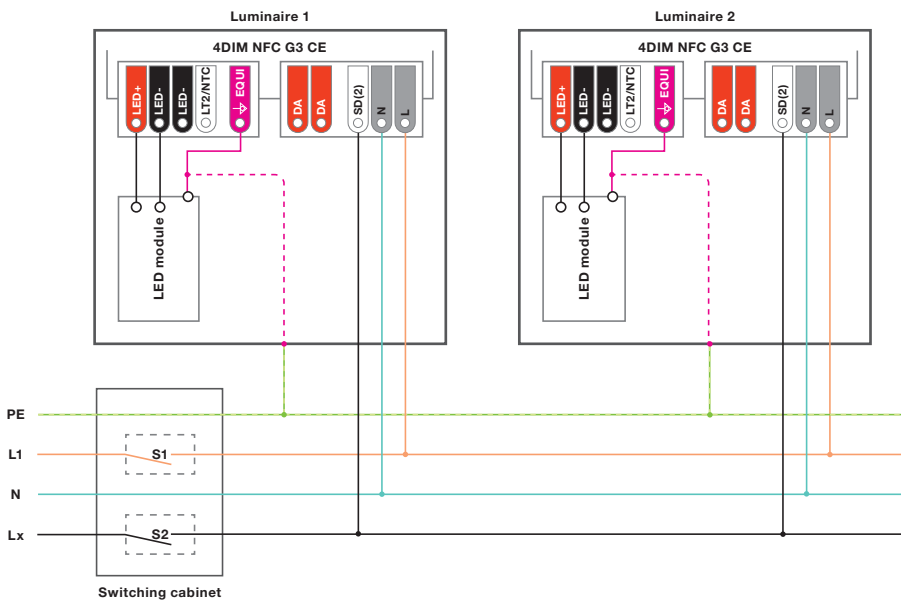 Luminaire 1
4DIM NFC G3 CE
LED+
LED-
LED-
LT2/NTC
EQUI
DA
DA
SD(2)
N
L
LED module
Luminaire 2
4DIM NFC G3 CE
LED+
LED-
LED-
LT2/NTC
EQUI
DA
DA
SD(2)
N
L
LED module
PE
L1
S1
N
Lx
S2
Switching cabinet